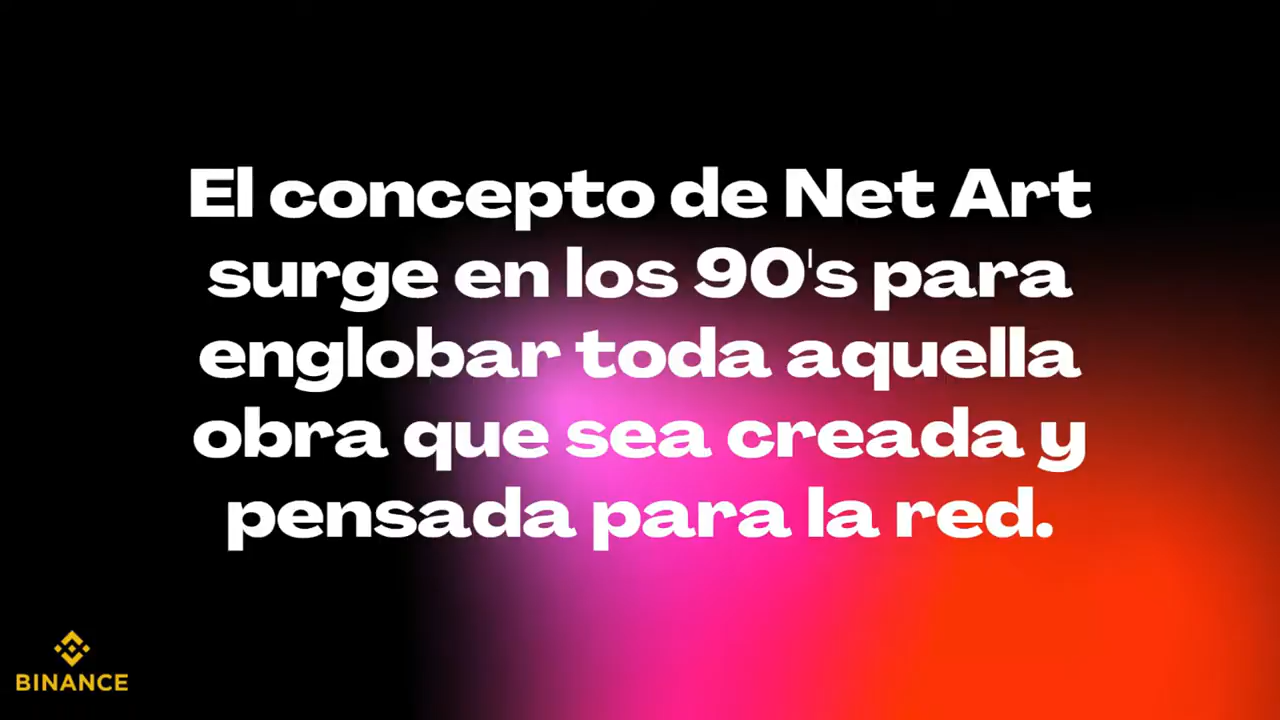 El concepto de Net Art
surge en los 90's para
englobar toda aquella
obra que sea creada y
pensada para la red.
BINANCE